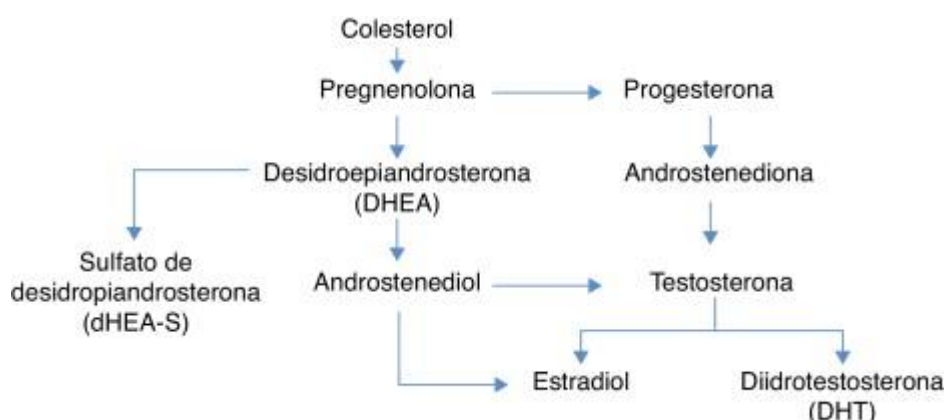 Colesterol
Pregnenolona
Progesterona
Desidroepiandrosterona
(DHEA)
Androstenediona
Sulfato de
desidropiandrosterona
(dHEA-S)
Androstenediol
Testosterona
Estradiol
Diidrotestosterona
(DHT)